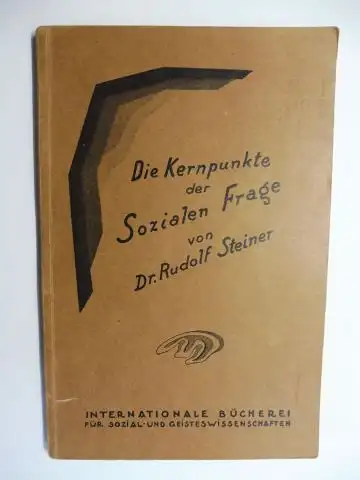 Die Kernpunkte
der
Sozialen Frage
von
Dr. Rudolf Steiner
INTERNATIONALE BÜCHEREI
FÜR SOZIAL- UND GEISTESWISSENSCHAFTEN